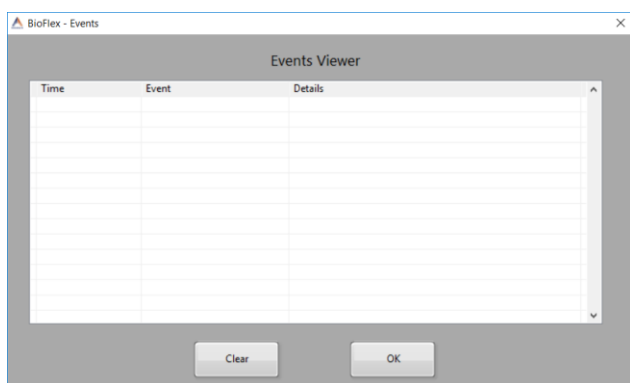 BioFlex - Events
Events Viewer
Time Event Details
Clear OK